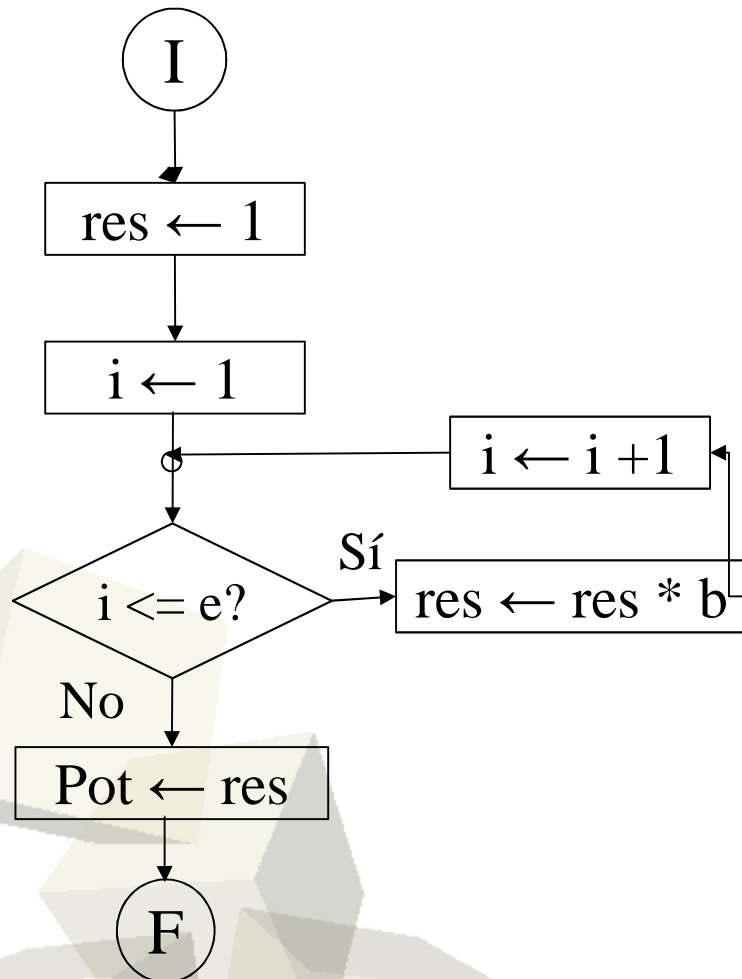 I
res ← 1
i ← 1
i ← i +1
Sí
i <= e?
res ← res * b
No
Pot ← res
F